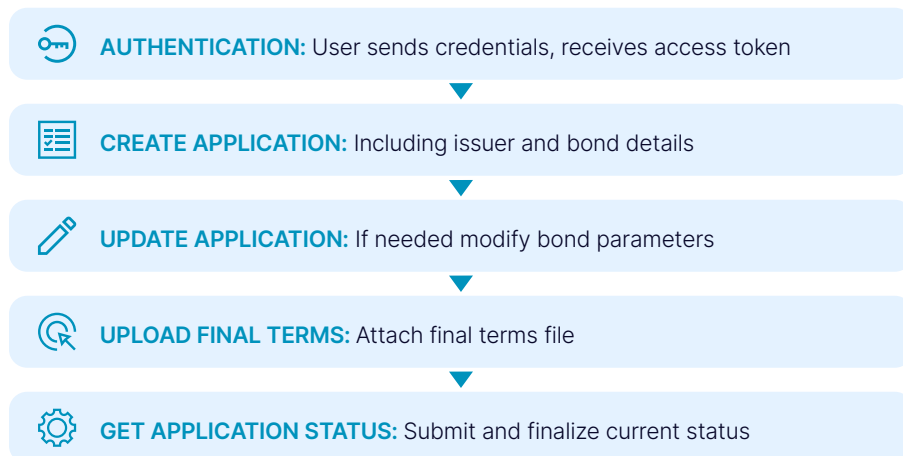 AUTHENTICATION: User sends credentials, receives access token
CREATE APPLICATION: Including issuer and bond details
UPDATE APPLICATION: If needed modify bond parameters
UPLOAD FINAL TERMS: Attach final terms file
GET APPLICATION STATUS: Submit and finalize current status